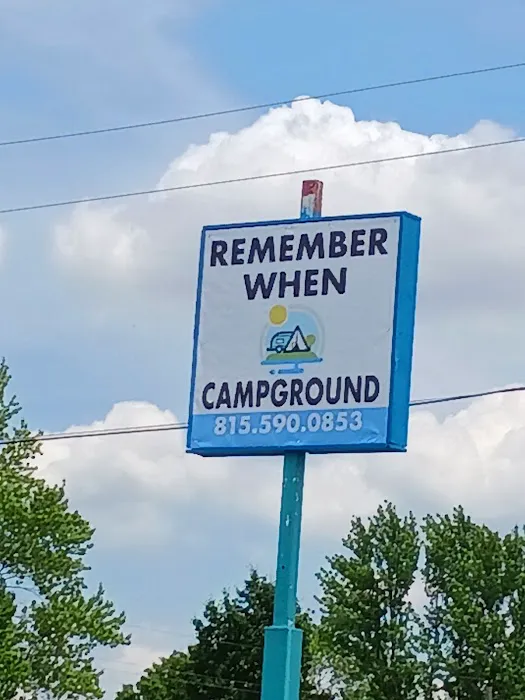 REMEMBER
WHEN
CAMPGROUND
815.590.0853